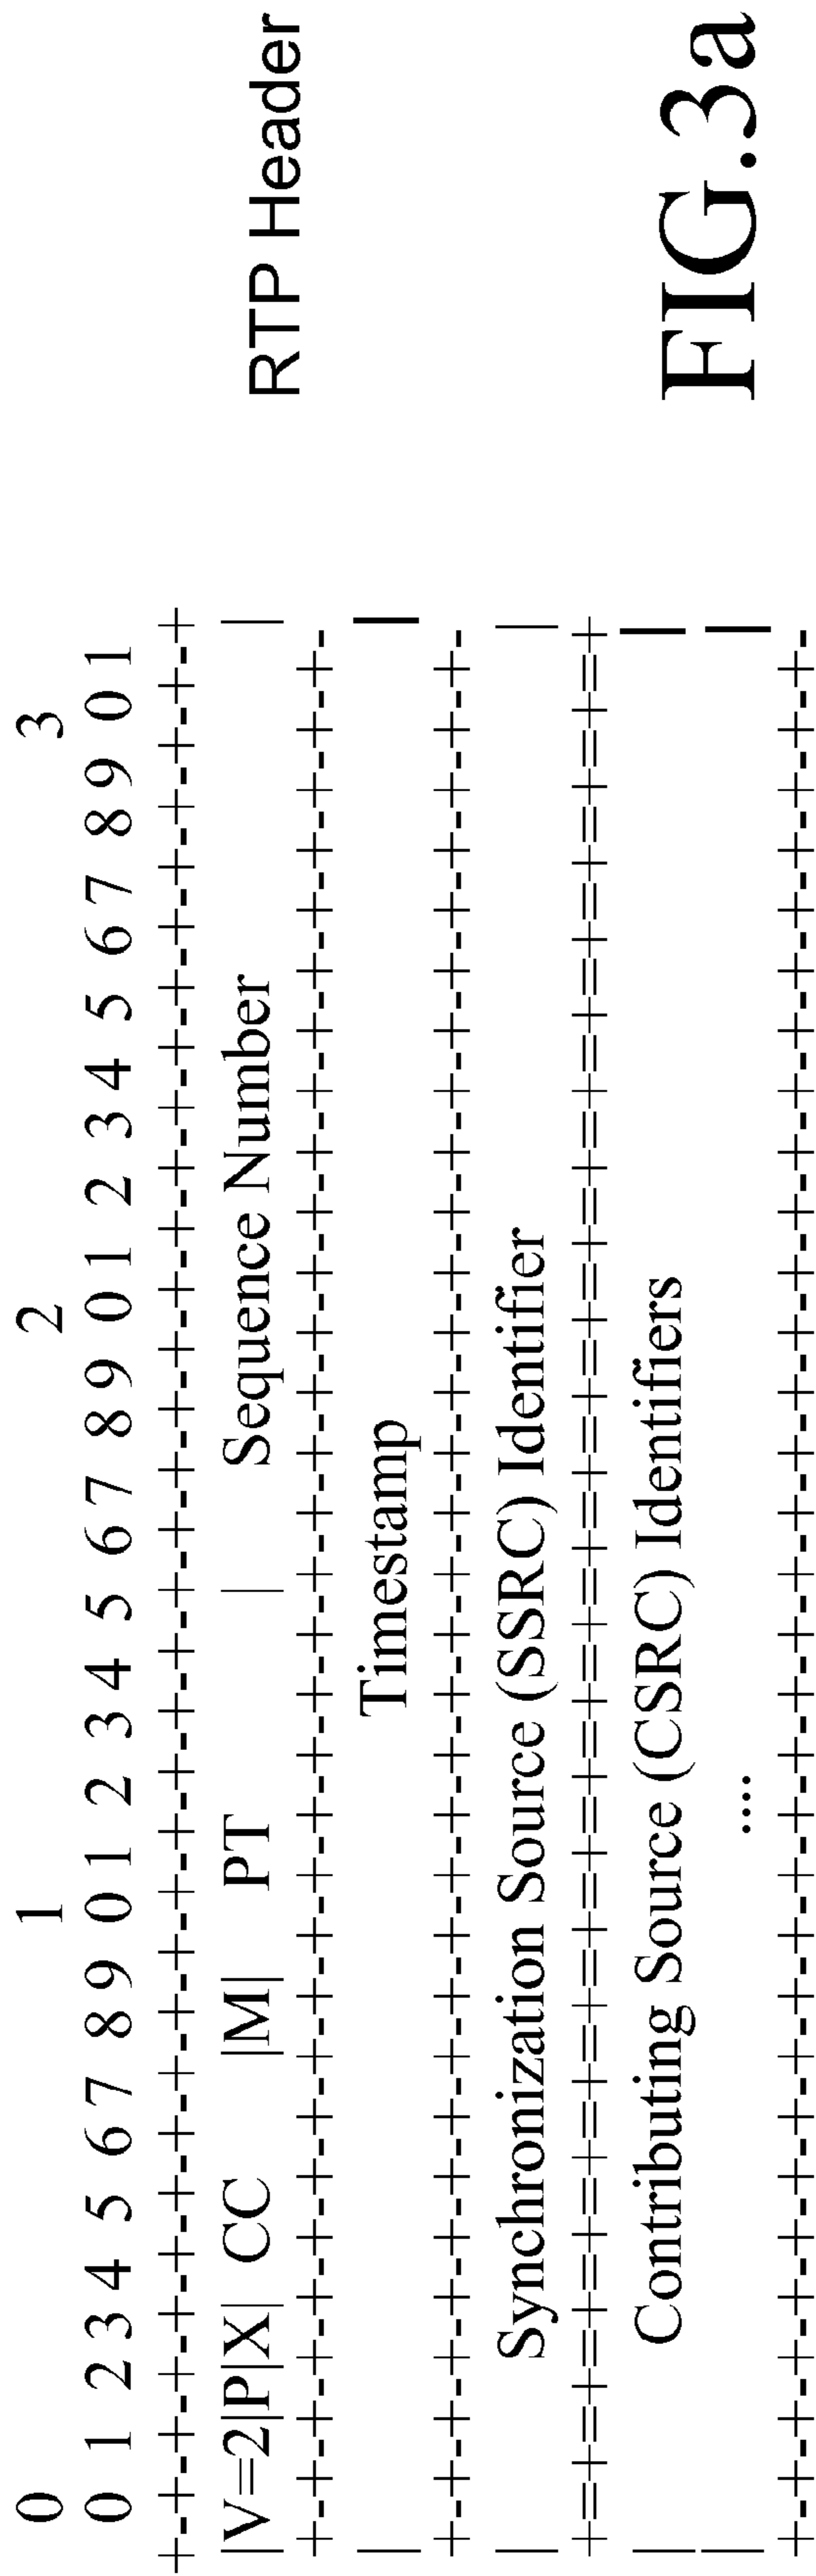 0 1 2 3
0 1 2 3 4 5 6 7 8 9 0 1 2 3 4 5 6 7 8 9 0 1 2 3 4 5 6 7 8 9 0 1
+-+-+-+-+-+-+-+-+-+-+-+-+-+-+-+-+-+-+-+-+-+-+-+-+-+-+-+-+-+-+-+-+
|V=2|P|X| CC |M| PT | Sequence Number | RTP Header
+-+-+-+-+-+-+-+-+-+-+-+-+-+-+-+-+-+-+-+-+-+-+-+-+-+-+-+-+-+-+-+-
| Timestamp |
+-+-+-+-+-+-+-+-+-+-+-+-+-+-+-+-+-+-+-+-+-+-+-+-+-+-+-+-+-+-+-+-
| Synchronization Source (SSRC) Identifier |
+=+=+=+=+=+=+=+=+=+=+=+=+=+=+=+=+=+=+=+=+=+=+=+=+=+
| Contributing Source (CSRC) Identifiers |
| .... |
+-+-+-+-+-+-+-+-+-+-+-+-+-+-+-+-+-+-+-+-+-+-+-+-+-+-+-+-+-+-+-+-
FIG.3a